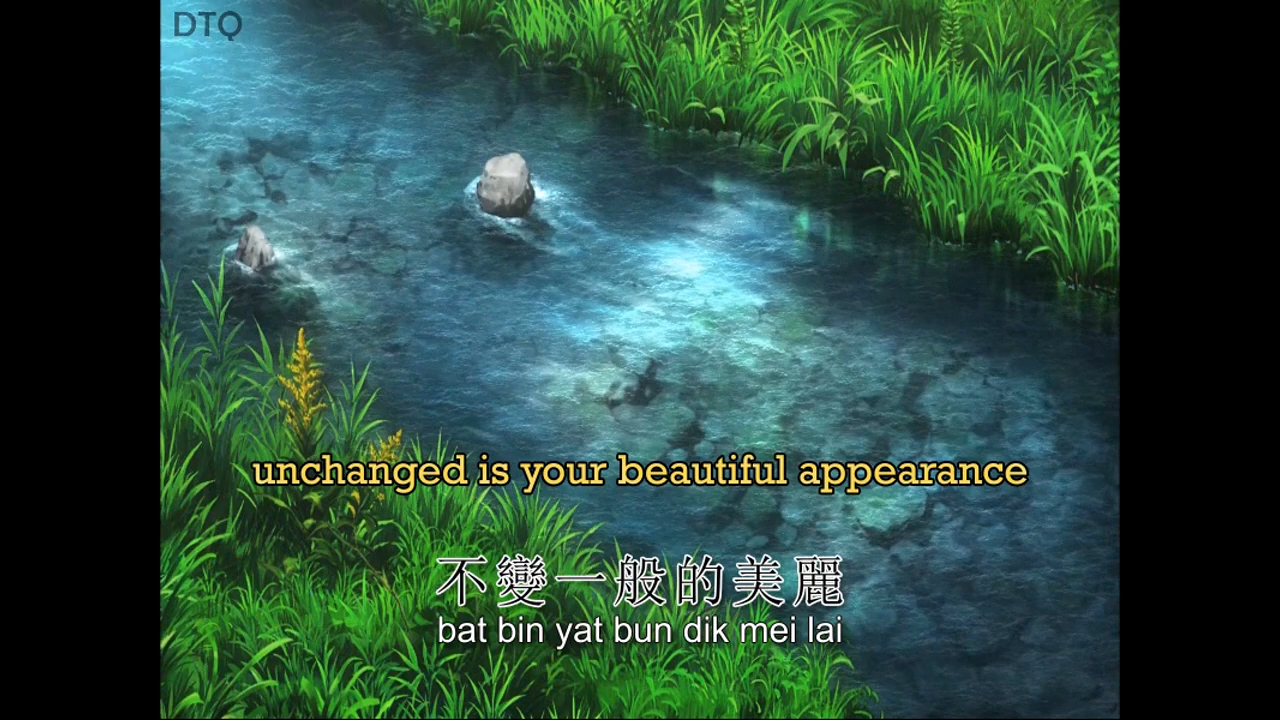 DTQ
unchanged is your beautiful appearance
不變一般的美麗
bat bin yat bun dik mei lai